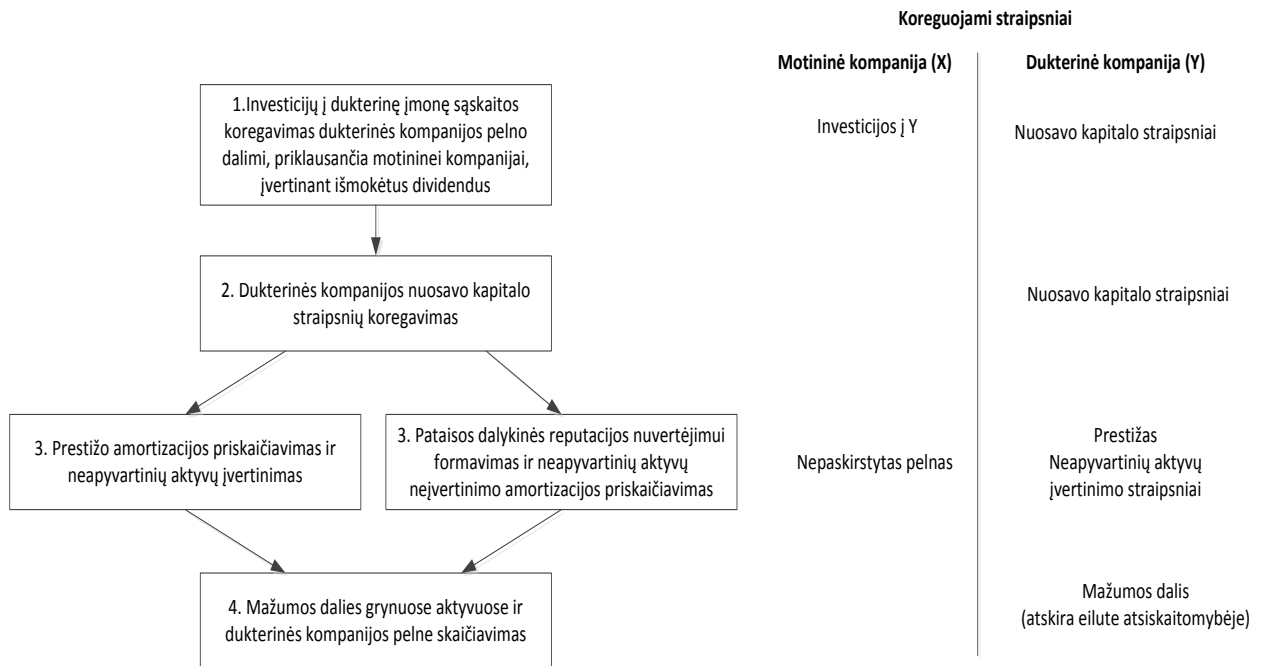 Koreguojami straipsniai
Motininė kompanija (X)
Dukterinė kompanija (Y)
1.Investicijų į dukterinę įmonę sąskaitos
koregavimas dukterinės kompanijos pelno
dalimi, priklausančia motininei kompanijai,
įvertinant išmokėtus dividendus
Investicijos į Y
Nuosavo kapitalo straipsniai
2. Dukterinės kompanijos nuosavo kapitalo
straipsnių koregavimas
Nuosavo kapitalo straipsniai
3. Prestižo amortizacijos priskaičiavimas ir
neapyvartinių aktyvų įvertinimas
3. Pataisos dalykinės reputacijos nuvertėjimui
formavimas ir neapyvartinių aktyvų
neįvertinimo amortizacijos priskaičiavimas
Nepaskirstytas pelnas
Prestižas
Neapyvartinių aktyvų
įvertinimo straipsniai
4. Mažumos dalies grynuose aktyvuose ir
dukterinės kompanijos pelne skaičiavimas
Mažumos dalis
(atskira eilute atsiskaitomybėje)